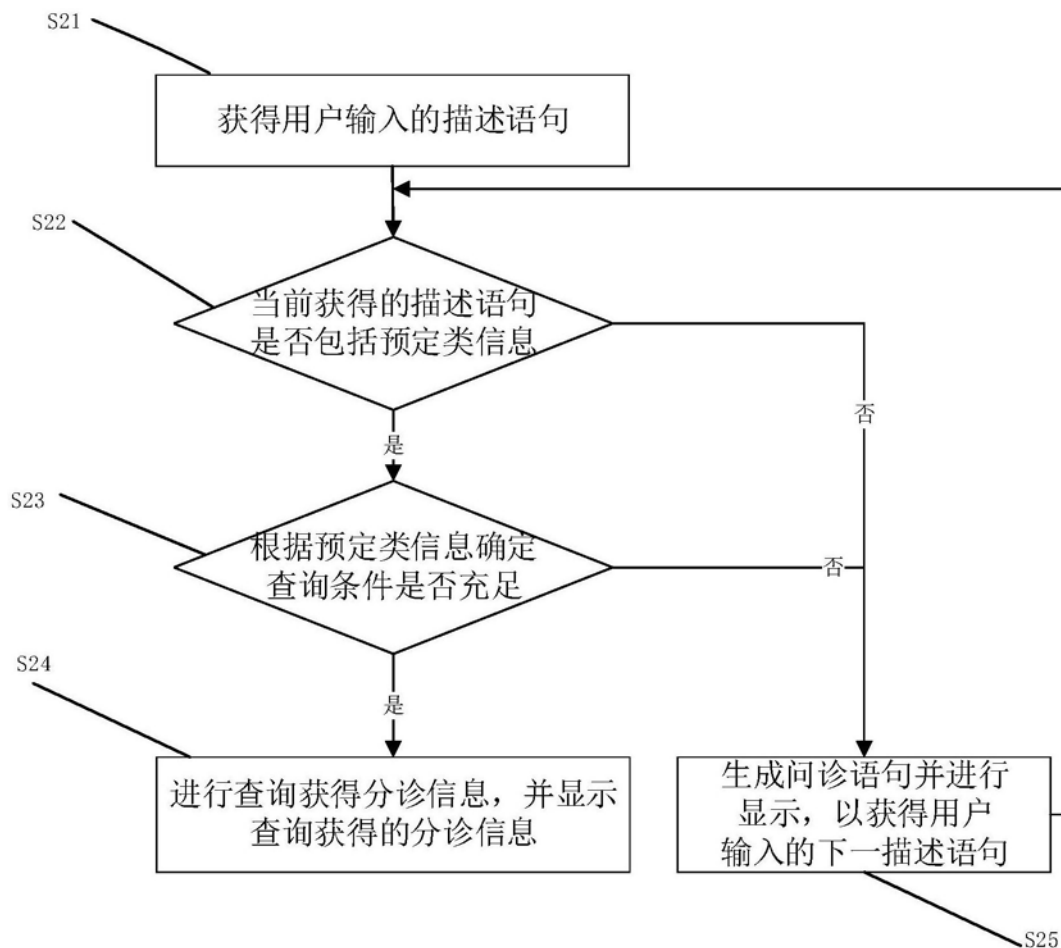 S21
获得用户输入的描述语句
S22
当前获得的描述语句
是否包括预定类信息
否
是
S23
根据预定类信息确定
查询条件是否充足
否
S24
是
进行查询获得分诊信息，并显示
查询获得的分诊信息
生成问诊语句并进行
显示，以获得用户
输入的下一描述语句
S25